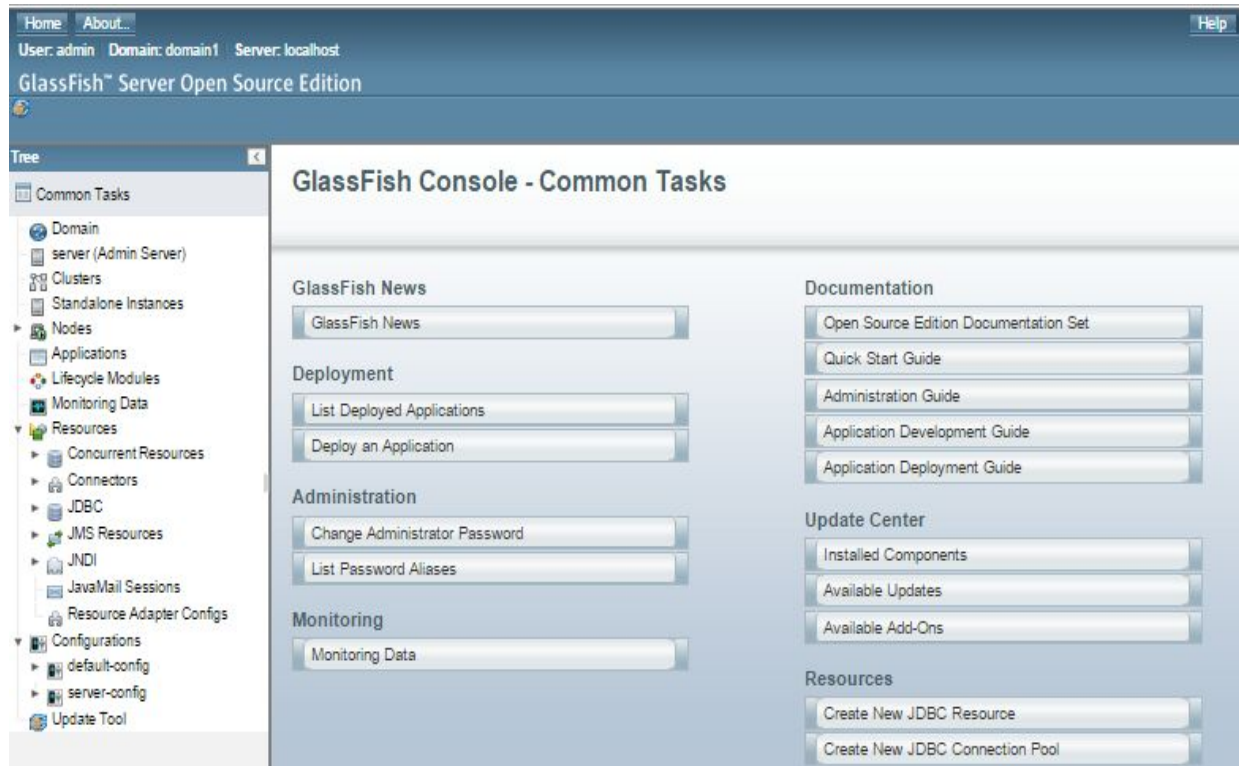 Home About...
Help
User: admin Domain: domain1 Server: localhost
GlassFish™ Server Open Source Edition
Tree
Common Tasks
Domain
server (Admin Server)
Clusters
Standalone Instances
Nodes
Applications
Lifecycle Modules
Monitoring Data
Resources
Concurrent Resources
Connectors
JDBC
JMS Resources
JNDI
JavaMail Sessions
Resource Adapter Configs
Configurations
default-config
server-config
Update Tool
GlassFish Console - Common Tasks
GlassFish News
GlassFish News
Deployment
List Deployed Applications
Deploy an Application
Administration
Change Administrator Password
List Password Aliases
Monitoring
Monitoring Data
Documentation
Open Source Edition Documentation Set
Quick Start Guide
Administration Guide
Application Development Guide
Application Deployment Guide
Update Center
Installed Components
Available Updates
Available Add-Ons
Resources
Create New JDBC Resource
Create New JDBC Connection Pool